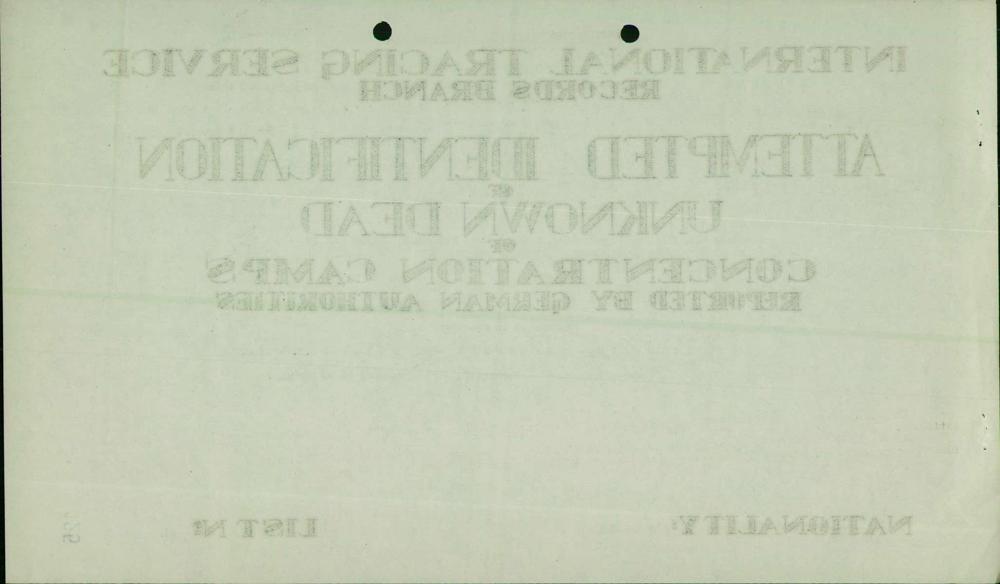 INTERNATIONAL TRACING SERVICE
RECORDS BRANCH
ATTEMPTED IDENTIFICATION
OF
UNKNOWN DEAD
OF
CONCENTRATION CAMPS
REPORTED BY GERMAN AUTHORITIES
NATIONALITY: LIST Nº